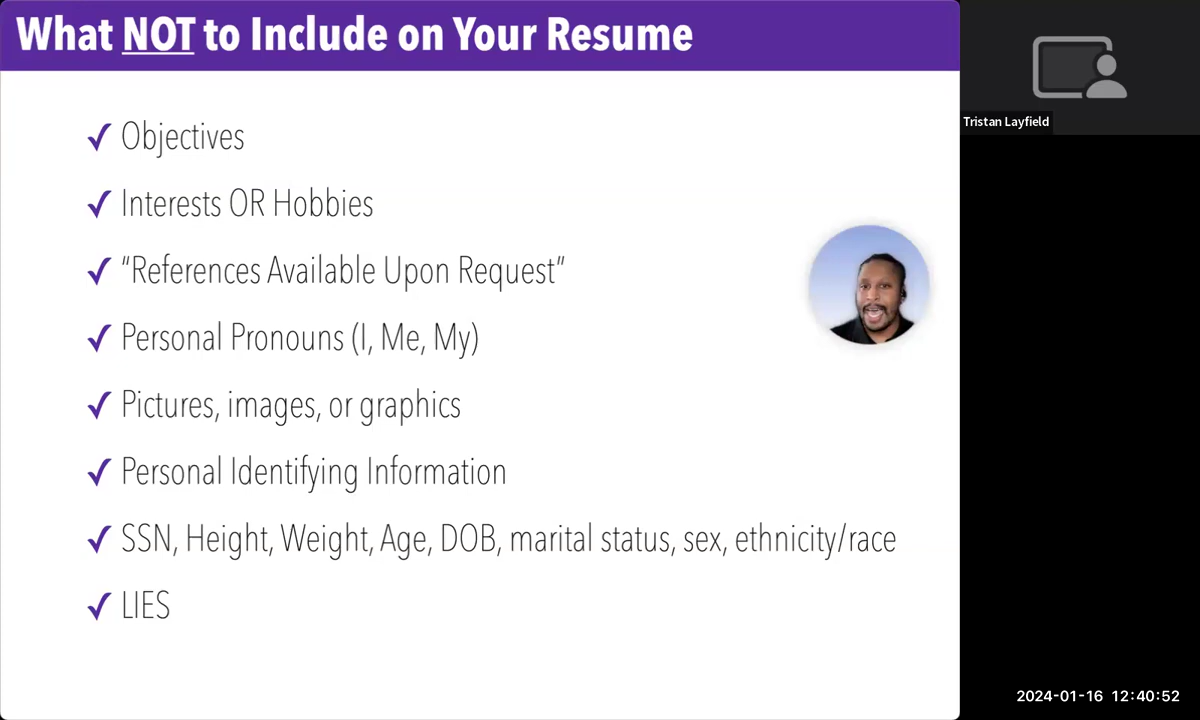 What NOT to Include on Your Resume
Objectives
Interests OR Hobbies
“References Available Upon Request”
Personal Pronouns (I, Me, My)
Pictures, images, or graphics
Personal Identifying Information
SSN, Height, Weight, Age, DOB, marital status, sex, ethnicity/race
LIES
Tristan Layfield
2024-01-16 12:40:52